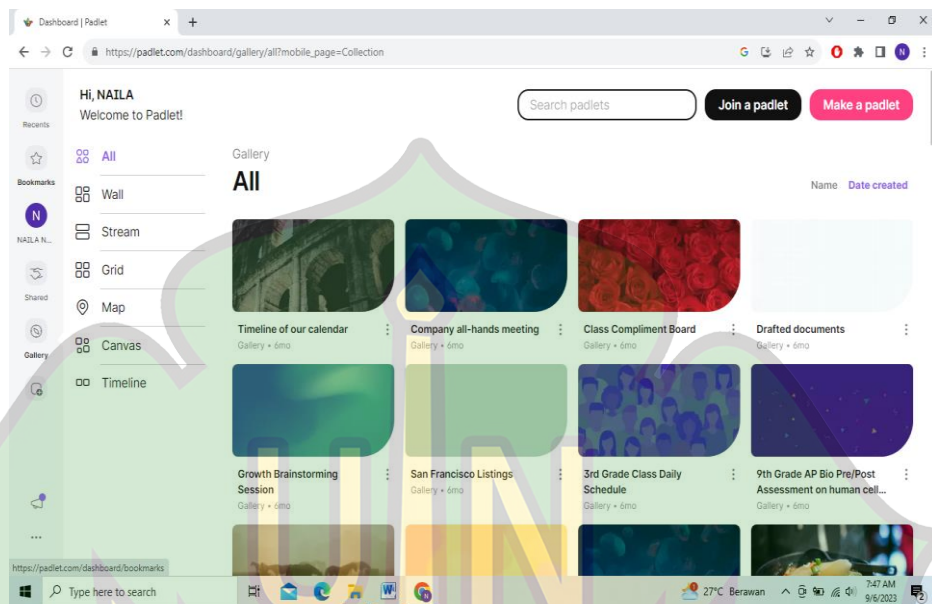 Dashboard | Padlet
https://padlet.com/dashboard/gallery/all?mobile_page=Collection
Hi, NAILA
Welcome to Padlet!
Search padlets
Join a padlet
Make a padlet
Recents
Bookmarks
NAILA N...
Shared
Gallery
All
Wall
Stream
Grid
Map
Canvas
Timeline
Gallery
All
Name Date created
Timeline of our calendar
Gallery • 6mo
Company all-hands meeting
Gallery • 6mo
Class Compliment Board
Gallery • 6mo
Drafted documents
Gallery • 6mo
Growth Brainstorming
Session
Gallery • 6mo
San Francisco Listings
Gallery • 6mo
3rd Grade Class Daily
Schedule
Gallery • 6mo
9th Grade AP Bio Pre/Post
Assessment on human cell...
Gallery • 6mo
UIN
https://padlet.com/dashboard/bookmarks
Type here to search
27°C Berawan
7:47 AM
9/6/2023